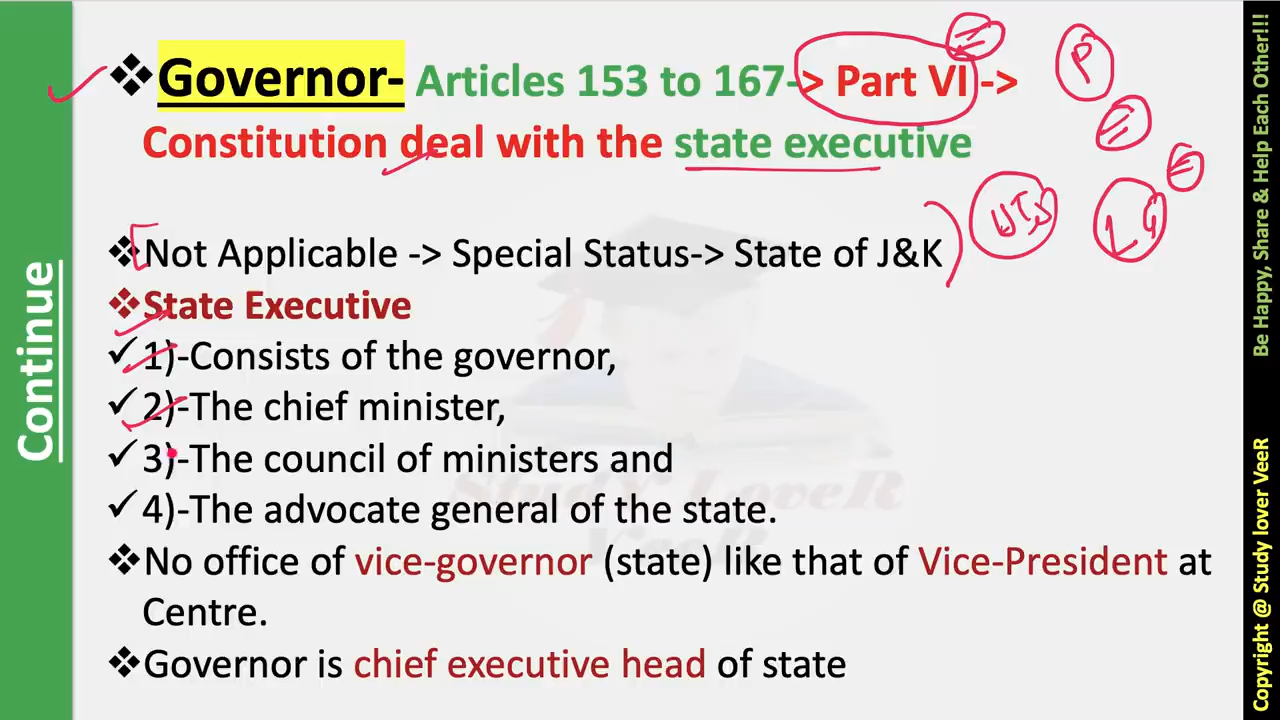 Continue
❖Governor- Articles 153 to 167-> Part VI ->
Constitution deal with the state executive
❖Not Applicable -> Special Status-> State of J&K
❖State Executive
✓1)-Consists of the governor,
✓2)-The chief minister,
✓3)-The council of ministers and
✓4)-The advocate general of the state.
❖No office of vice-governor (state) like that of Vice-President at
Centre.
❖Governor is chief executive head of state
P
UTs
LG
StudY LoveR
VeeR
Be Happy, Share & Help Each Other!!!
Copyright @ Study lover VeeR